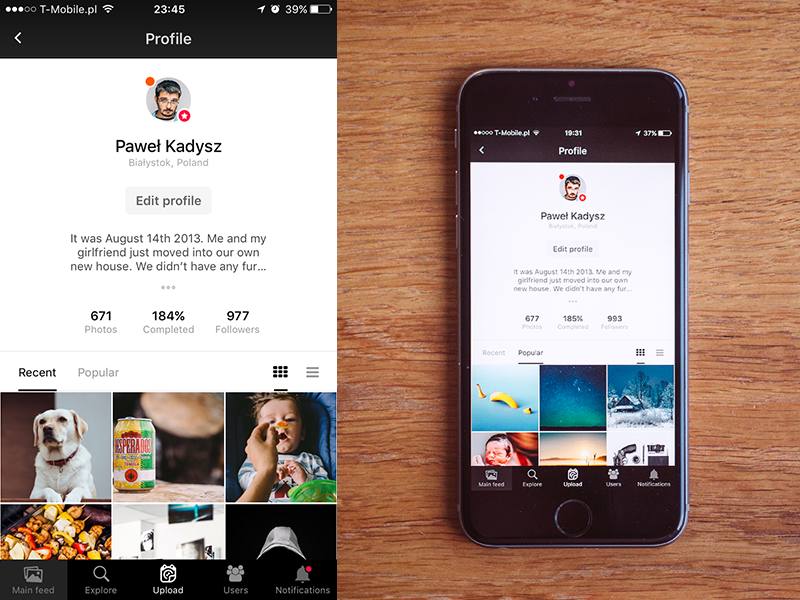 T-Mobile.pl
23:45
39%
Profile
Paweł Kadysz
Białystok, Poland
Edit profile
It was August 14th 2013. Me and my
girlfriend just moved into our own
new house. We didn't have any fur...
671 184% 977
Photos Completed Followers
Recent Popular
DESPERADOS
Main feed Explore Upload Users Notifications
T-Mobile.pl
19:31
37%
Profile
Paweł Kadysz
Białystok, Poland
Edit profile
It was August 14th 2013. Me and my
girlfriend just moved into our own
new house. We didn't have any fur...
677 185% 993
Photos Completed Followers
Recent Popular
Main feed Explore Upload Users Notifications